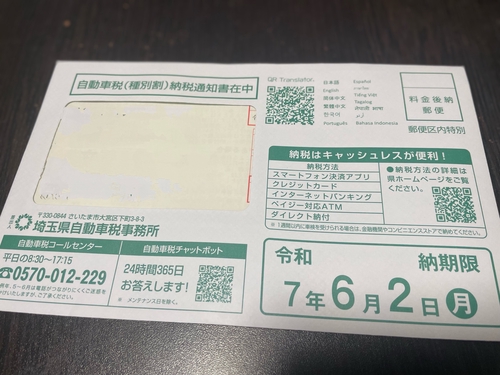 自動車税(種別割)納税通知書在中
QR Translator
日本語
English
简体中文
繁體中文
한국어
Português
Español
Tiếng Việt
Tagalog
Bahasa Indonesia
料金後納
郵便
郵便区内特別
納税はキャッシュレスが便利!
納税方法
スマートフォン決済アプリ
クレジットカード
インターネットバンキング
ペイジー対応ATM
ダイレクト納付
・納税方法の詳細は
県ホームページをご覧
ください。
〒330-0844 さいたま市大宮区下町3-8-3
埼玉県自動車税事務所
自動車税コールセンター
平日の8:30~17:15
☎0570-012-229
自動車税チャットボット
24時間365日
お答えします!
※ メンテナンス日を除く。
令和
納期限
7年6月2日(月)